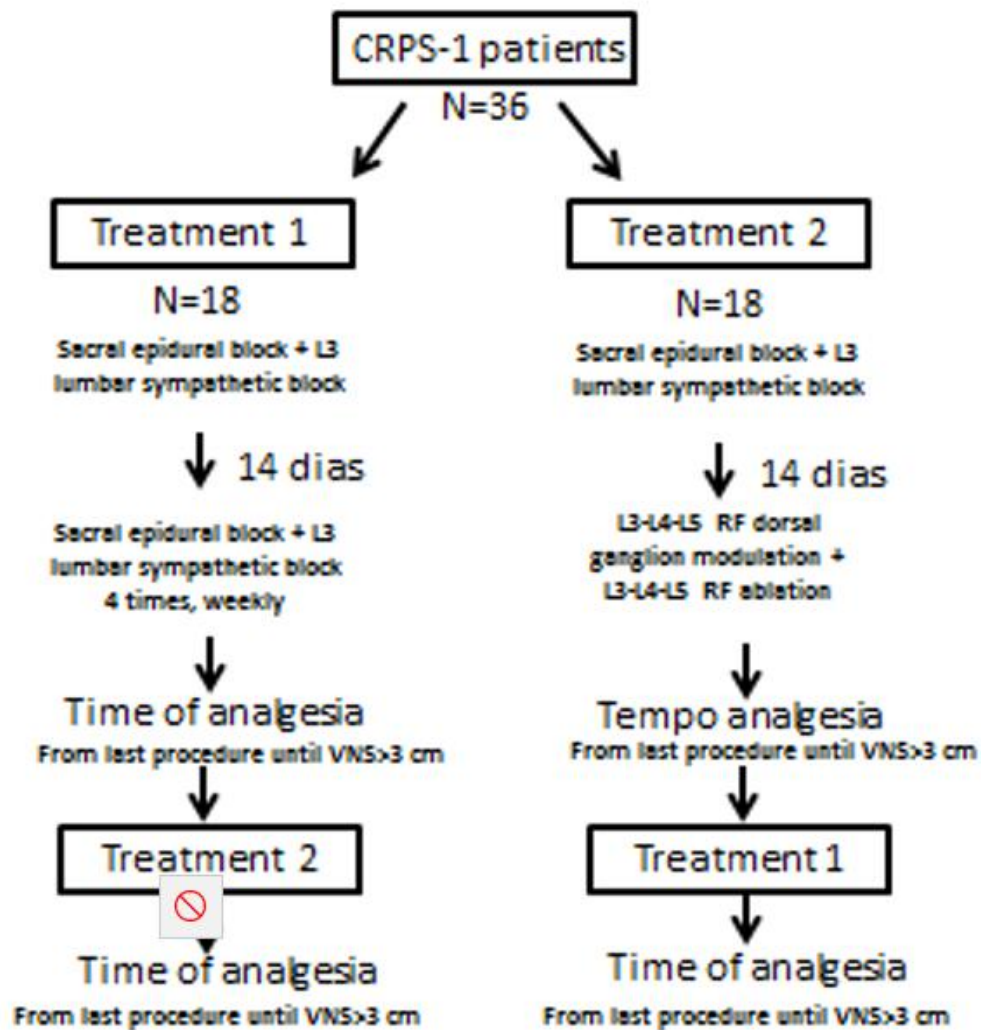 CRPS-1 patients
N=36
Treatment 1
N=18
Sacral epidural block + L3
lumbar sympathetic block
14 dias
Sacral epidural block + L3
lumbar sympathetic block
4 times, weekly
Time of analgesia
From last procedure until VNS>3 cm
Treatment 2
Time of analgesia
From last procedure until VNS>3 cm
Treatment 2
N=18
Sacral epidural block + L3
lumbar sympathetic block
14 dias
L3-L4-L5 RF dorsal
ganglion modulation +
L3-L4-L5 RF ablation
Tempo analgesia
From last procedure until VNS>3 cm
Treatment 1
Time of analgesia
From last procedure until VNS>3 cm